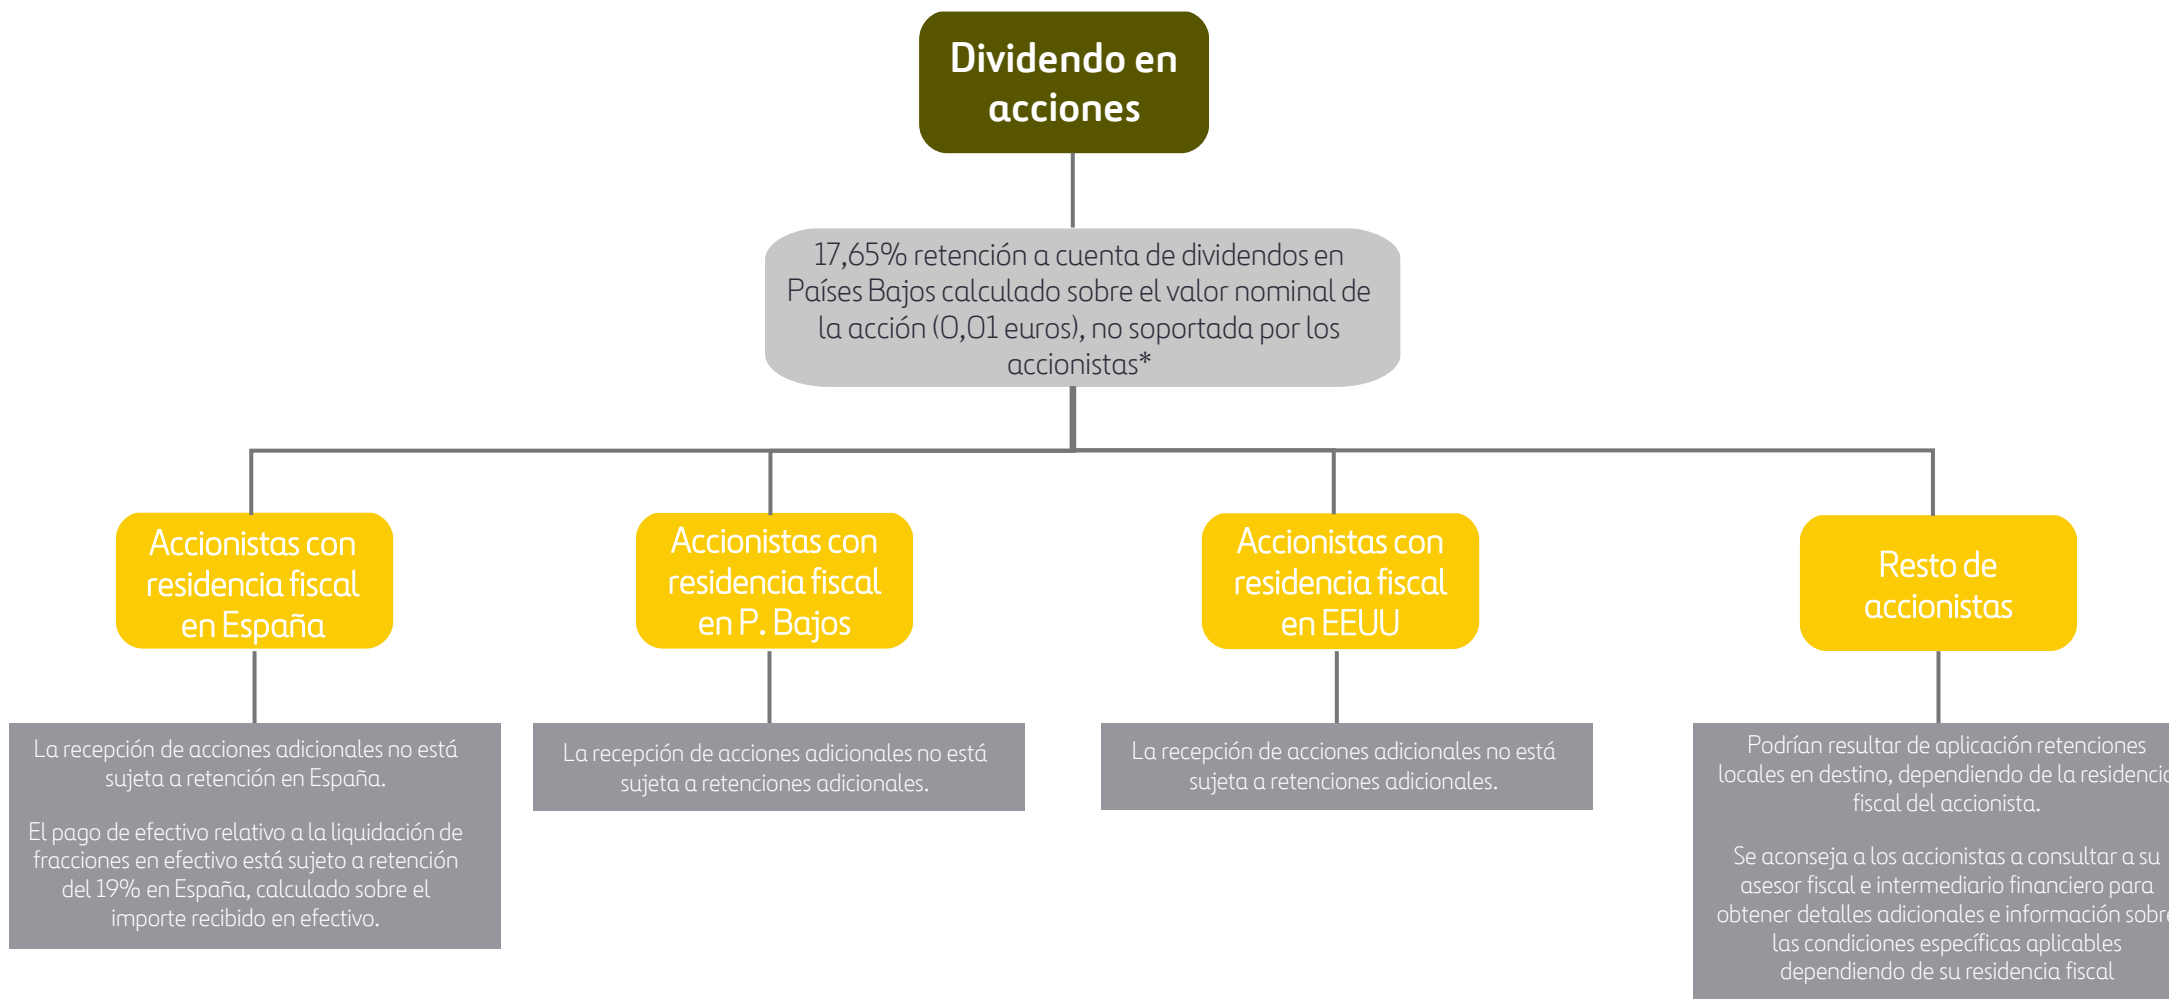 Dividendo en
acciones
17,65% retención a cuenta de dividendos en
Países Bajos calculado sobre el valor nominal de
la acción (0,01 euros), no soportada por los
accionistas*
Accionistas con
residencia fiscal
en España
Accionistas con
residencia fiscal
en P. Bajos
Accionistas con
residencia fiscal
en EEUU
Resto de
accionistas
La recepción de acciones adicionales no está
sujeta a retención en España.
El pago de efectivo relativo a la liquidación de
fracciones en efectivo está sujeto a retención
del 19% en España, calculado sobre el
importe recibido en efectivo.
La recepción de acciones adicionales no está
sujeta a retenciones adicionales.
La recepción de acciones adicionales no está
sujeta a retenciones adicionales.
Podrían resultar de aplicación retenciones
locales en destino, dependiendo de la residencia
fiscal del accionista.
Se aconseja a los accionistas a consultar a su
asesor fiscal e intermediario financiero para
obtener detalles adicionales e información sobre
las condiciones específicas aplicables
dependiendo de su residencia fiscal